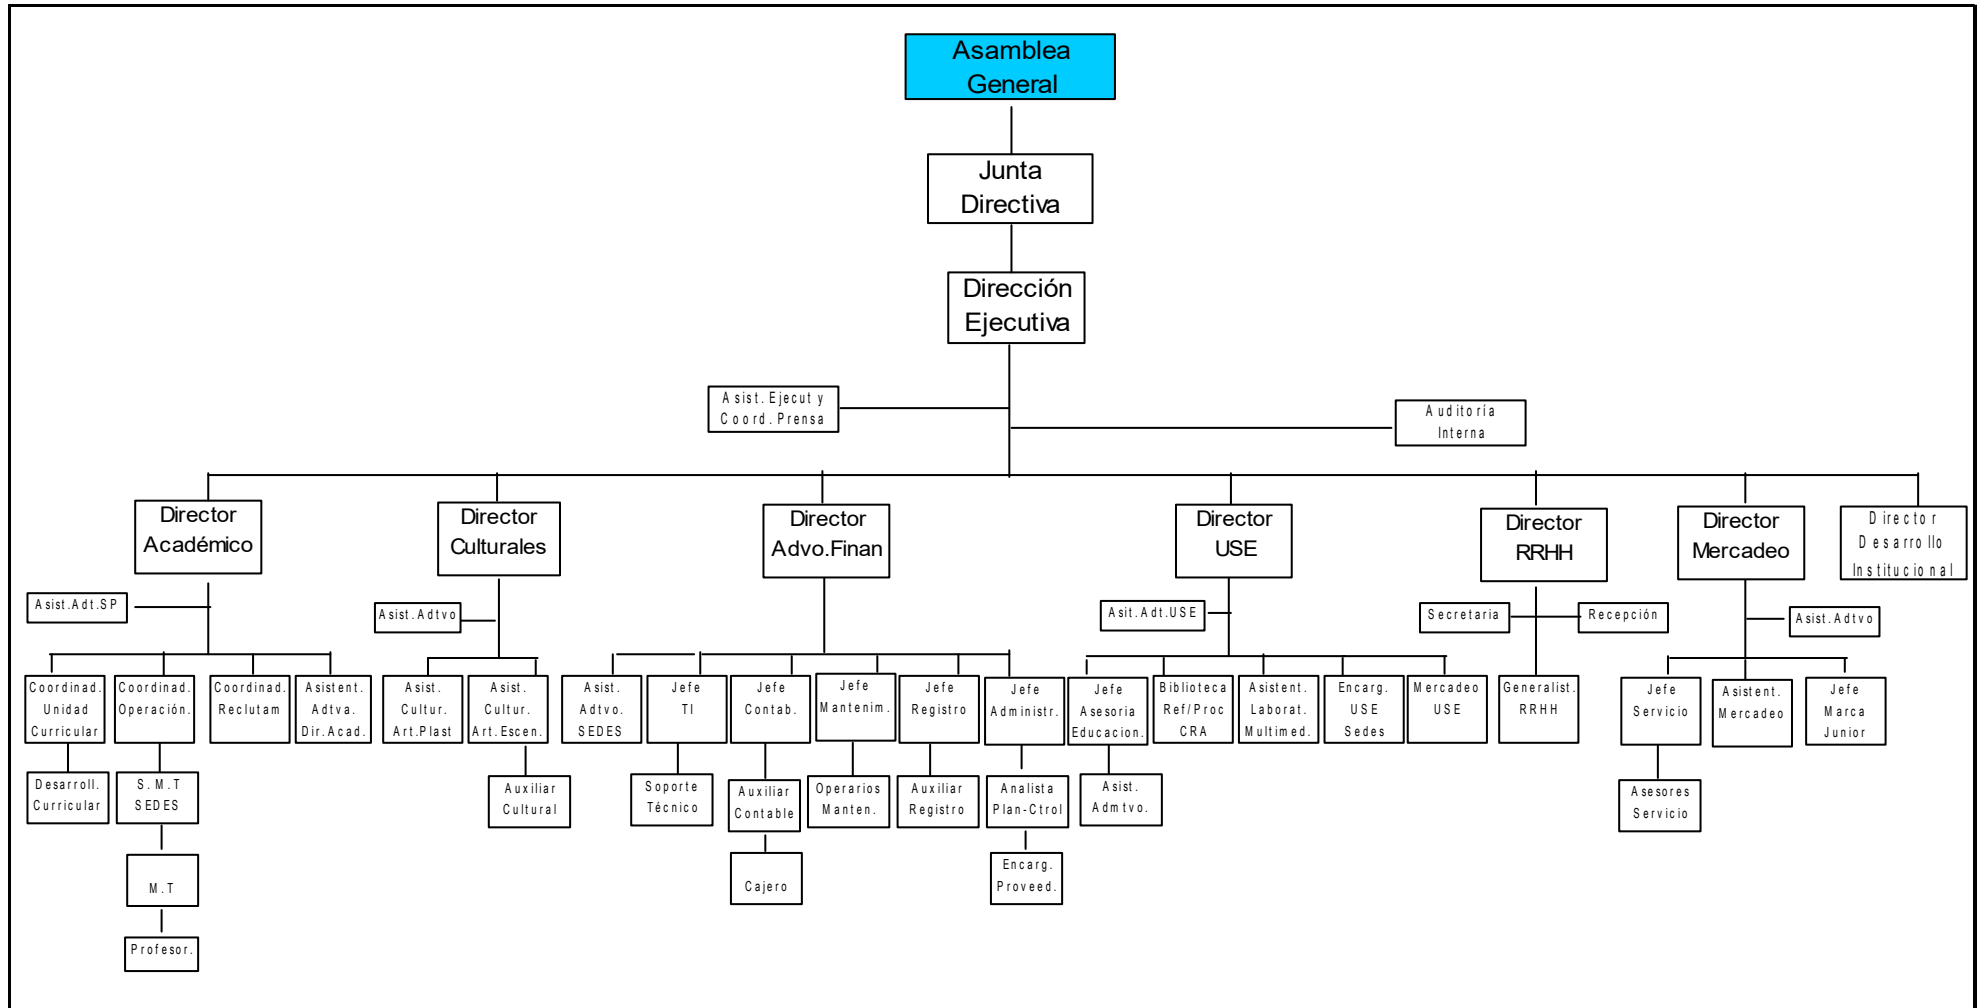 Asamblea
General
Junta
Directiva
Dirección
Ejecutiva
Asist.Ejecut y
Coord.Prensa
Auditoría
Interna
Director
Académico
Director
Culturales
Director
Advo.Finan
Director
USE
Director
RRHH
Director
Mercadeo
Director
Desarrollo
Institucional
Asist.Adt.SP
Asist.Adtvo
Asit.Adt.USE
Secretaria
Recepción
Asist.Adtvo
Coordinad.
Unidad
Curricular
Coordinad.
Operación.
Coordinad.
Reclutam
Asistent.
Adtva.
Dir.Acad.
Asist.
Cultur.
Art.Plast
Asist.
Cultur.
Art.Escen.
Asist.
Adtvo.
SEDES
Jefe
TI
Jefe
Contab.
Jefe
Mantenim.
Jefe
Registro
Jefe
Administr.
Jefe
Asesoria
Educacion.
Biblioteca
Ref/Proc
CRA
Asistent.
Laborat.
Multimed.
Encarg.
USE
Sedes
Mercadeo
USE
Generalist.
RRHH
Jefe
Servicio
Asistent.
Mercadeo
Jefe
Marca
Junior
Desarroll.
Curricular
S.M.T
SEDES
Auxiliar
Cultural
Soporte
Técnico
Auxiliar
Contable
Operarios
Manten.
Auxiliar
Registro
Analista
Plan-Ctrol
Asist.
Admtvo.
Asesores
Servicio
M.T
Cajero
Encarg.
Proveed.
Profesor.